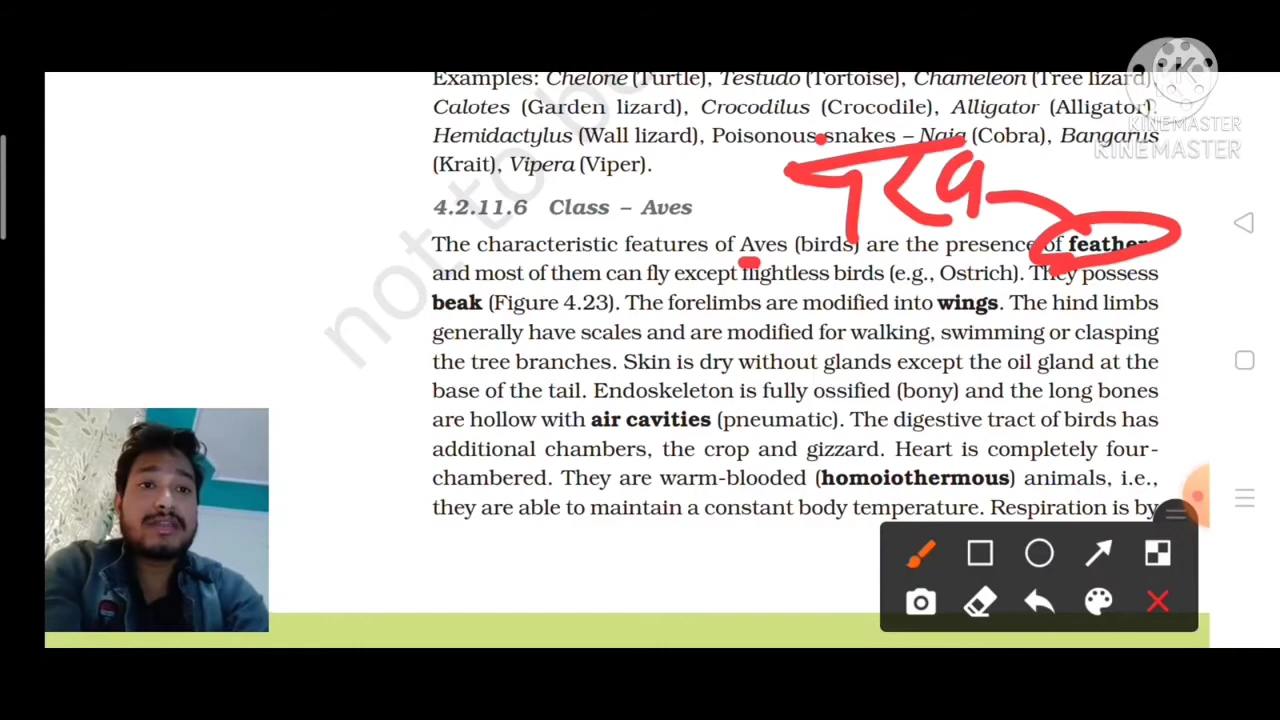 KINEMASTER
KINEMASTER
Examples: Chelone (Turtle), Testudo (Tortoise), Chameleon (Tree lizard),
Calotes (Garden lizard), Crocodilus (Crocodile), Alligator (Alligator).
Hemidactylus (Wall lizard), Poisonous snakes – Naja (Cobra), Bangarus
(Krait), Vipera (Viper).
4.2.11.6 Class – Aves
The characteristic features of Aves (birds) are the presence of feather
and most of them can fly except flightless birds (e.g., Ostrich). They possess
beak (Figure 4.23). The forelimbs are modified into wings. The hind limbs
generally have scales and are modified for walking, swimming or clasping
the tree branches. Skin is dry without glands except the oil gland at the
base of the tail. Endoskeleton is fully ossified (bony) and the long bones
are hollow with air cavities (pneumatic). The digestive tract of birds has
additional chambers, the crop and gizzard. Heart is completely four-
chambered. They are warm-blooded (homoiothermous) animals, i.e.,
they are able to maintain a constant body temperature. Respiration is by
not to be